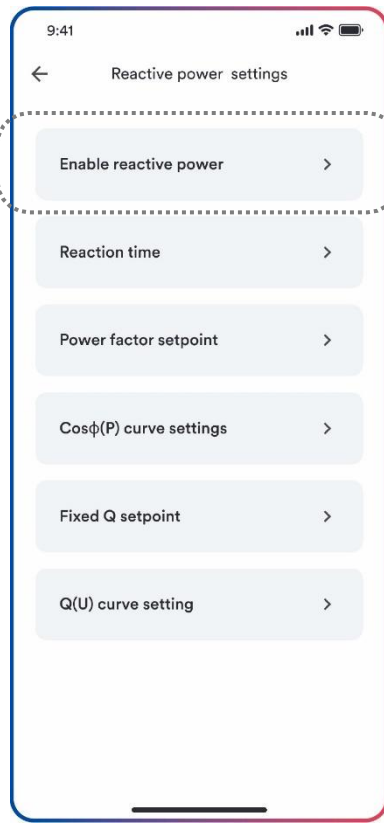 9:41
Reactive power settings
Enable reactive power
Reaction time
Power factor setpoint
Cosϕ(P) curve settings
Fixed Q setpoint
Q(U) curve setting